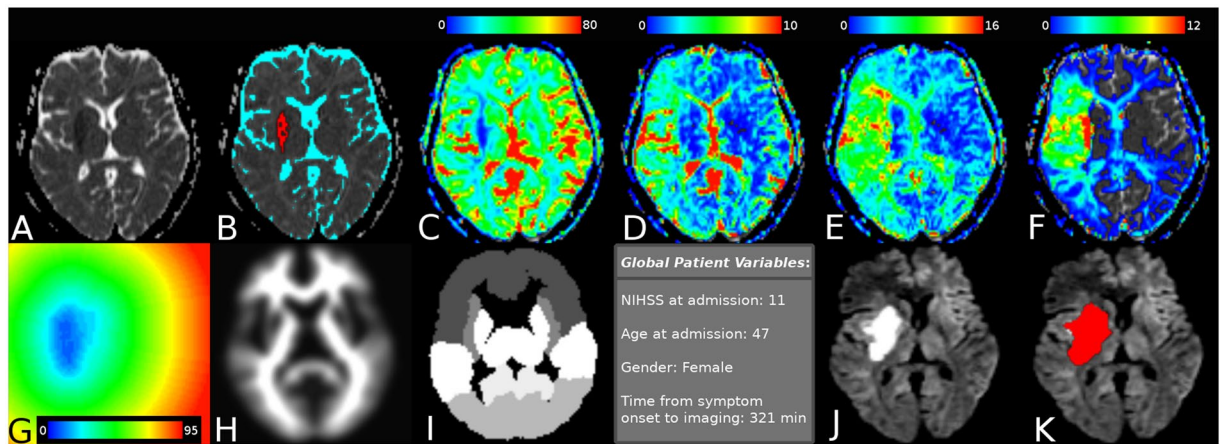 0 80
0 10
0 16
0 12
A
B
C
D
E
F
G
0 95
H
I
Global Patient Variables:
NIHSS at admission: 11
Age at admission: 47
Gender: Female
Time from symptom
onset to imaging: 321 min
J
K